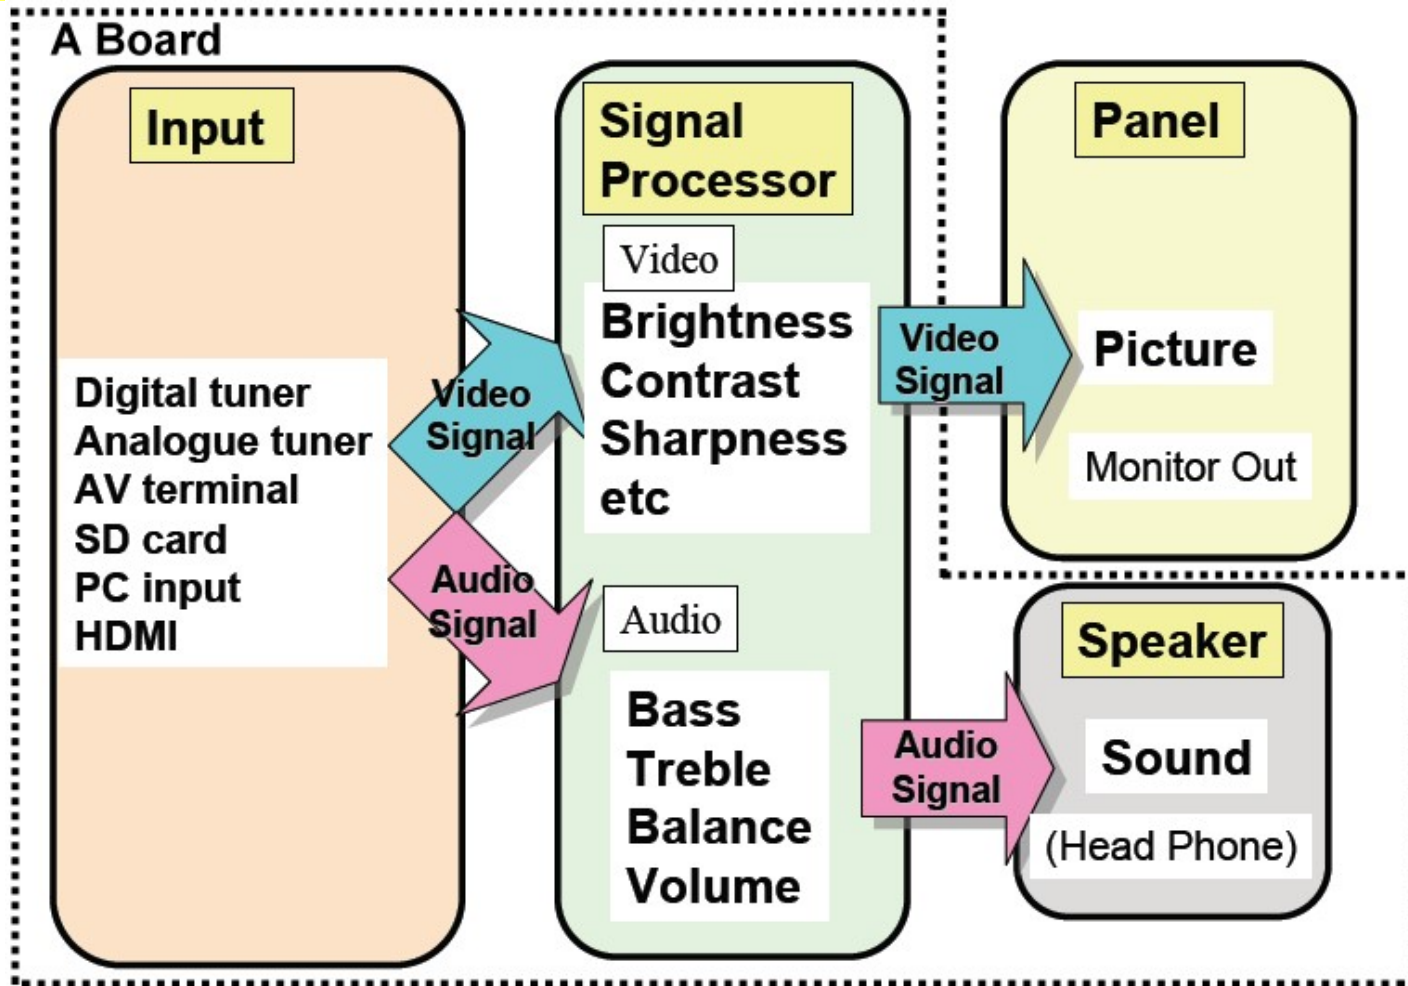 A Board
Input
Digital tuner
Analogue tuner
AV terminal
SD card
PC input
HDMI
Video
Signal
Audio
Signal
Signal
Processor
Video
Brightness
Contrast
Sharpness
etc
Audio
Bass
Treble
Balance
Volume
Video
Signal
Audio
Signal
Panel
Picture
Monitor Out
Speaker
Sound
(Head Phone)